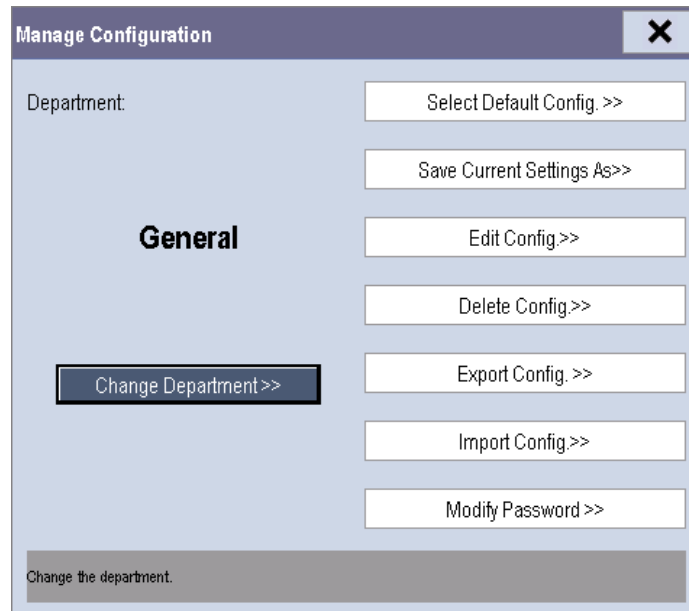 Manage Configuration
Department:
General
Change Department >>
Select Default Config. >>
Save Current Settings As>>
Edit Config.>>
Delete Config.>>
Export Config. >>
Import Config.>>
Modify Password >>
Change the department.